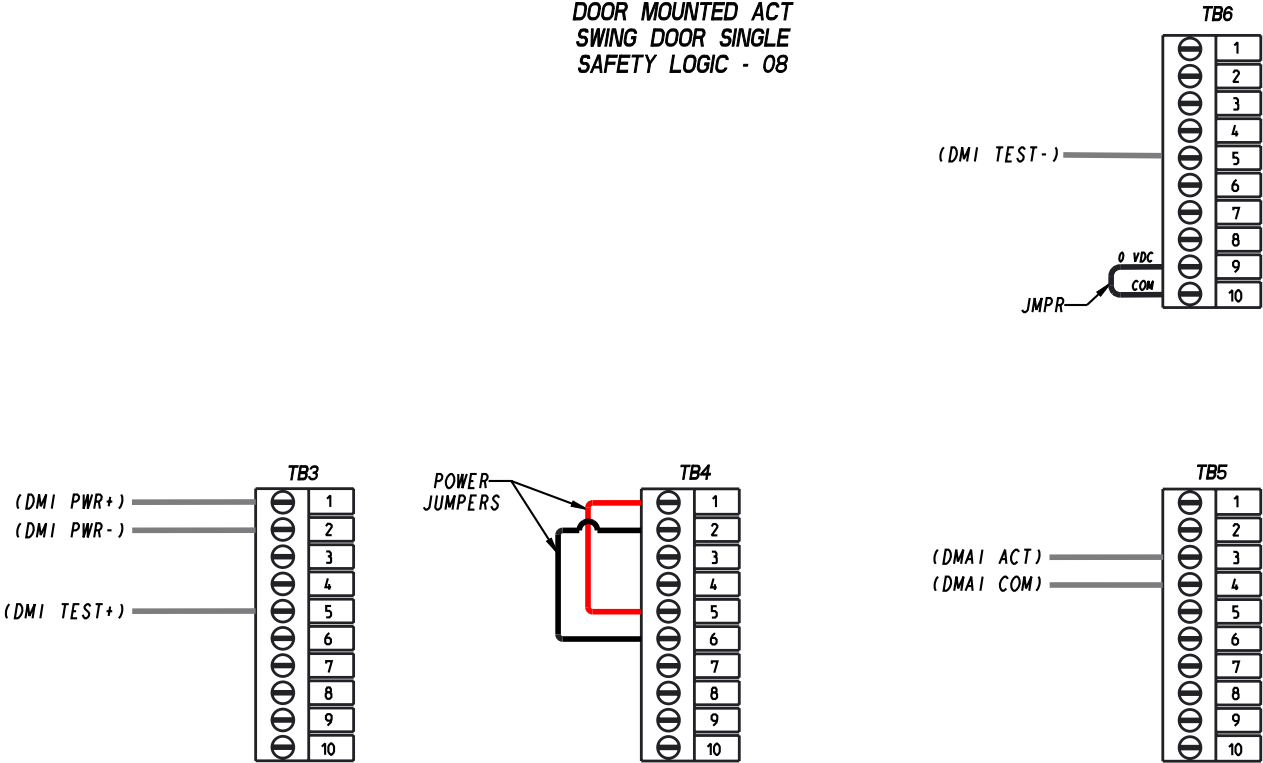 DOOR MOUNTED ACT
SWING DOOR SINGLE
SAFETY LOGIC - 08
TB6
1
2
3
4
(DMI TEST-) 5
6
7
8
0 VDC 9
COM 10
JMPR
TB3
(DMI PWR+) 1
(DMI PWR-) 2
3
4
(DMI TEST+) 5
6
7
8
9
10
TB4
POWER
JUMPERS
1
2
3
4
5
6
7
8
9
10
TB5
1
2
(DMAI ACT) 3
(DMAI COM) 4
5
6
7
8
9
10